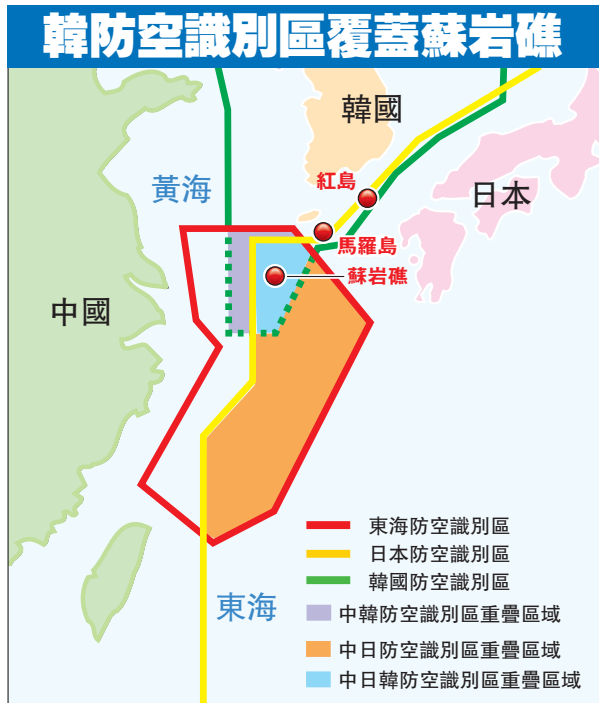 韓防空識別區覆蓋蘇岩礁
韓國
黃海
紅島
日本
馬羅島
蘇岩礁
中國
東海
東海防空識別區
日本防空識別區
韓國防空識別區
中韓防空識別區重疊區域
中日防空識別區重疊區域
中日韓防空識別區重疊區域